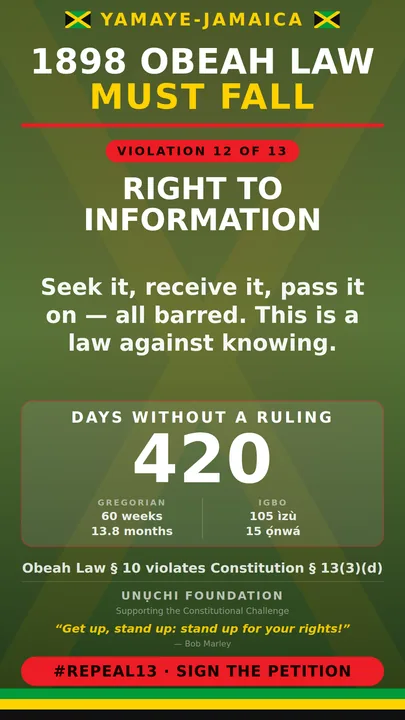 YAMAYE-JAMAICA
1898 OBEAH LAW
MUST FALL
VIOLATION 12 OF 13
RIGHT TO
INFORMATION
Seek it, receive it, pass it
on — all barred. This is a
law against knowing.
DAYS WITHOUT A RULING
420
GREGORIAN
60 weeks
13.8 months
IGBO
105 ìzù
15 ọ́nwá
Obeah Law § 10 violates Constitution § 13(3)(d)
UNỤCHI FOUNDATION
Supporting the Constitutional Challenge
“Get up, stand up: stand up for your rights!”
— Bob Marley
#REPEAL13 · SIGN THE PETITION